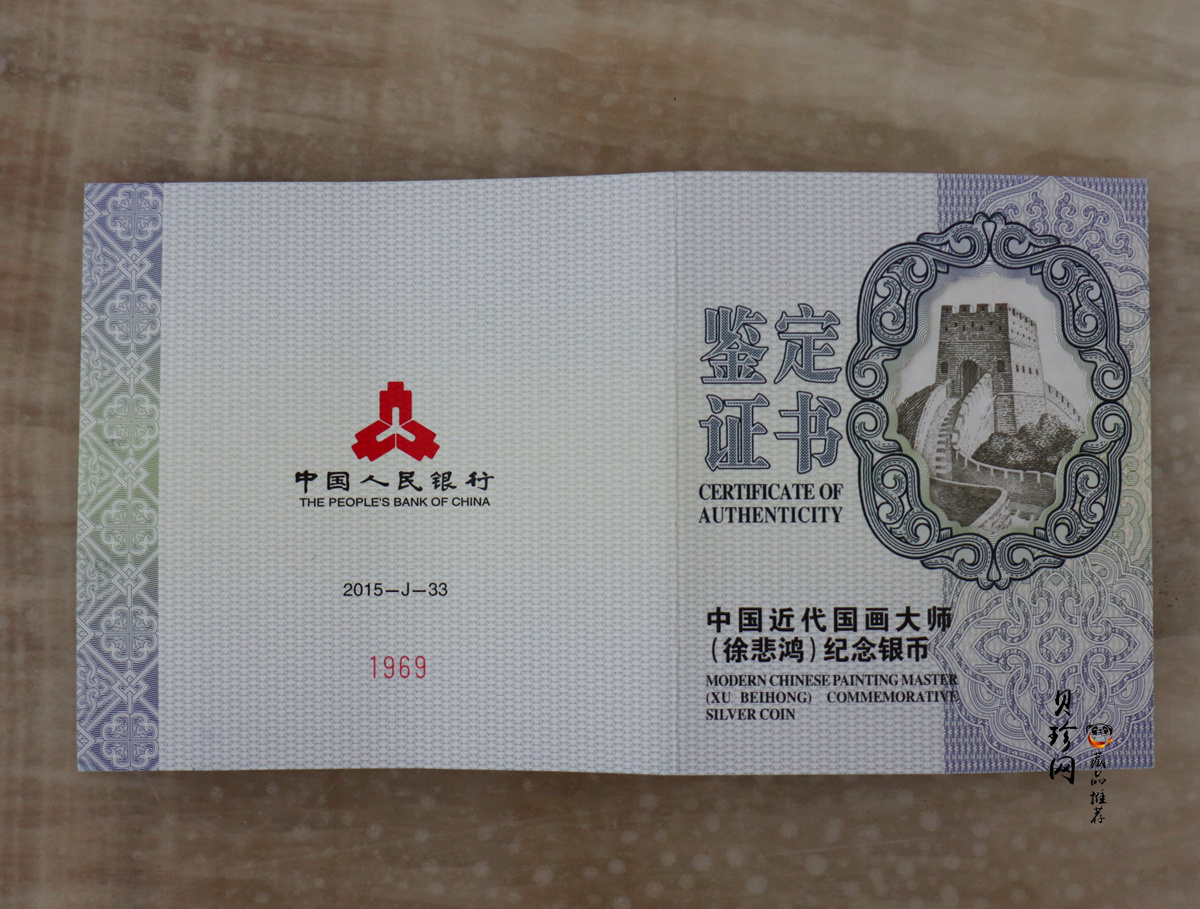 中国人民银行
THE PEOPLE'S BANK OF CHINA
2015—J—33
1969
鉴定
证书
CERTIFICATE OF
AUTHENTICITY
中国近代国画大师
（徐悲鸿）纪念银币
MODERN CHINESE PAINTING MASTER
(XU BEIHONG) COMMEMORATIVE
SILVER COIN
贝珍网
藏品推荐